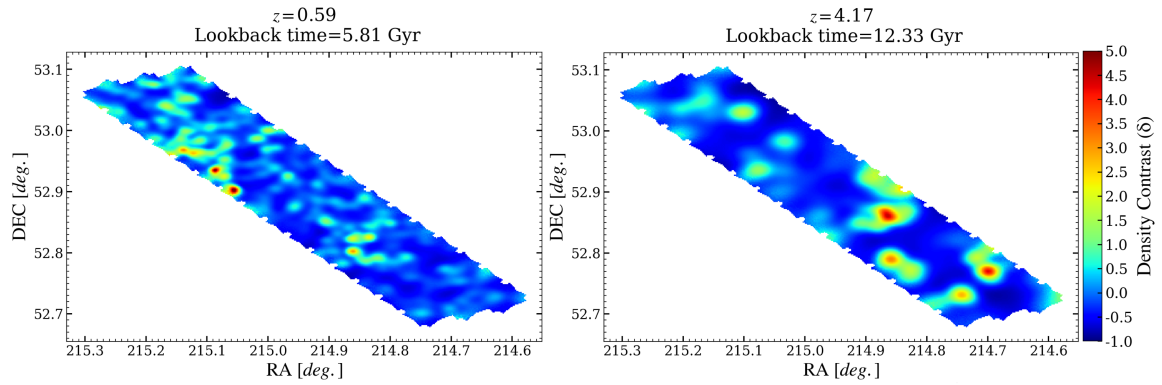 z=0.59
Lookback time=5.81 Gyr
z=4.17
Lookback time=12.33 Gyr
53.1
53.0
52.9
52.8
52.7
DEC [deg.]
215.3 215.2 215.1 215.0 214.9 214.8 214.7 214.6
RA [deg.]
53.1
53.0
52.9
52.8
52.7
DEC [deg.]
215.3 215.2 215.1 215.0 214.9 214.8 214.7 214.6
RA [deg.]
5.0
4.5
4.0
3.5
3.0
2.5
2.0
1.5
1.0
0.5
0.0
-0.5
-1.0
Density Contrast (δ)